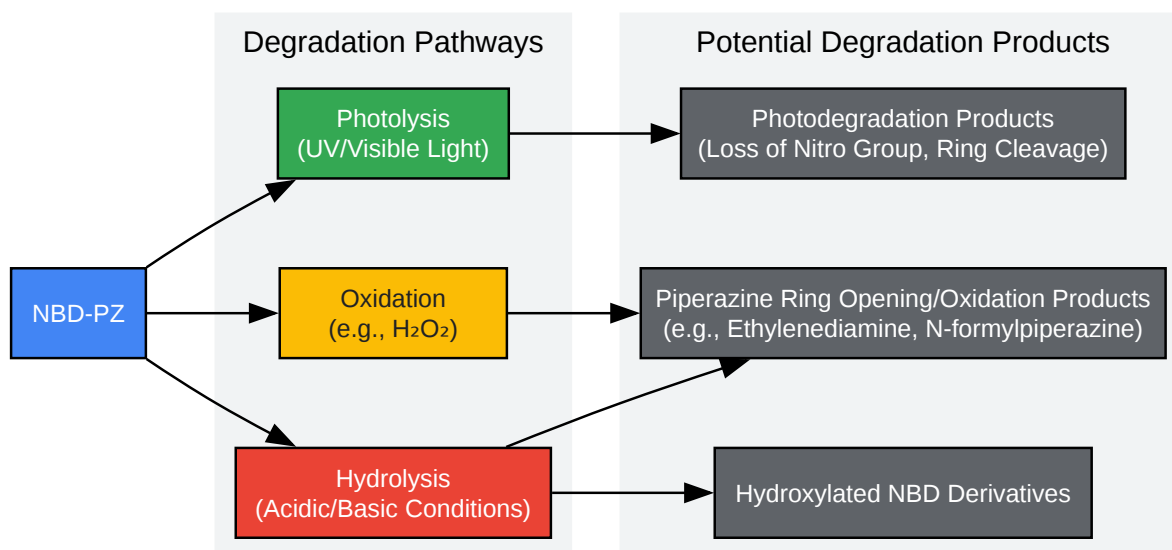 Degradation Pathways
Potential Degradation Products
Photolysis
(UV/Visible Light)
Photodegradation Products
(Loss of Nitro Group, Ring Cleavage)
NBD-PZ
Oxidation
(e.g., H₂O₂)
Piperazine Ring Opening/Oxidation Products
(e.g., Ethylenediamine, N-formylpiperazine)
Hydrolysis
(Acidic/Basic Conditions)
Hydroxylated NBD Derivatives